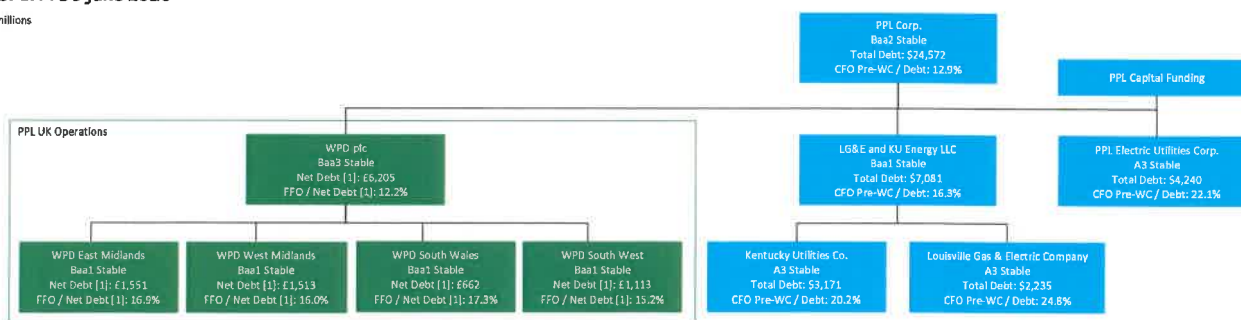 millions
PPL Corp.
Baa2 Stable
Total Debt: $24,572
CFO Pre-WC / Debt: 12.9%
PPL Capital Funding
PPL UK Operations
WPD plc
Baa3 Stable
Net Debt [1]: £6,205
FFO / Net Debt [1]: 12.2%
LG&E and KU Energy LLC
Baa1 Stable
Total Debt: $7,081
CFO Pre-WC / Debt: 16.3%
PPL Electric Utilities Corp.
A3 Stable
Total Debt: $4,240
CFO Pre-WC / Debt: 22.1%
WPD East Midlands
Baa1 Stable
Net Debt [1]: £1,551
FFO / Net Debt [1]: 16.9%
WPD West Midlands
Baa1 Stable
Net Debt [1]: £1,513
FFO / Net Debt [1]: 16.0%
WPD South Wales
Baa1 Stable
Net Debt [1]: £662
FFO / Net Debt [1]: 17.3%
WPD South West
Baa1 Stable
Net Debt [1]: £1,113
FFO / Net Debt [1]: 15.2%
Kentucky Utilities Co.
A3 Stable
Total Debt: $3,171
CFO Pre-WC / Debt: 20.2%
Louisville Gas & Electric Company
A3 Stable
Total Debt: $2,235
CFO Pre-WC / Debt: 24.8%